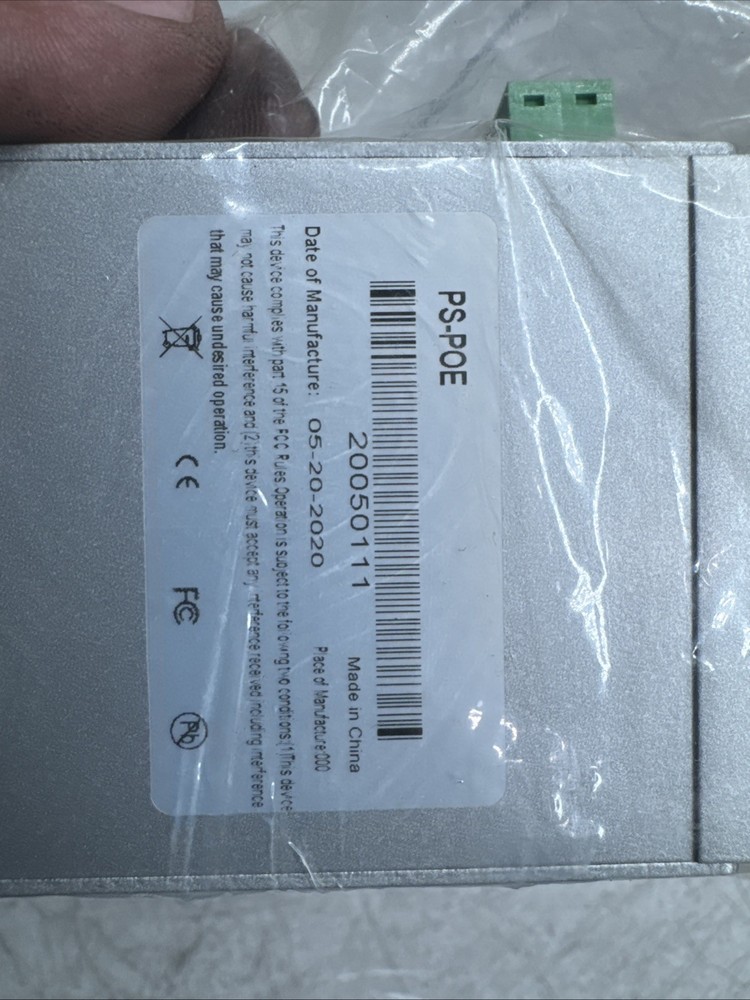 PS-POE
20050111
Made in China
Date of Manufacture: 05-20-2020
Place of Manufacture:000
This device complies with part 15 of the FCC Rules. Operation is subject to the following two conditions:(1)This device
may not cause harmful interference and (2)this device must accept any interference received including interference
that may cause undesired operation.
CE
FC
Pb